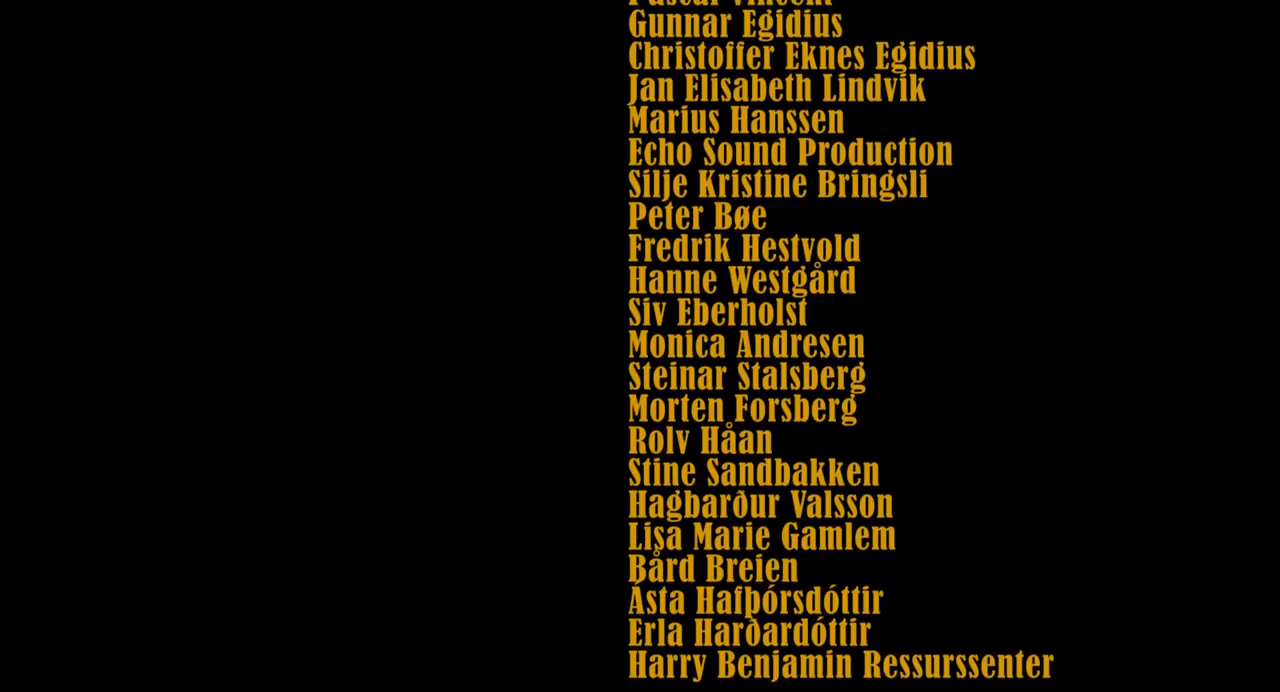 Gunnar Egidius
Christoffer Eknes Egidius
Jan Elisabeth Lindvik
Marius Hanssen
Echo Sound Production
Silje Kristine Bringsli
Peter Bøe
Fredrik Hestvold
Hanne Westgård
Siv Eberholst
Monica Andresen
Steinar Stalsberg
Morten Forsberg
Rolv Håan
Stine Sandbakken
Hagbarður Valsson
Lisa Marie Gamlem
Bård Breien
Ásta Hafþórsdóttir
Erla Harðardóttir
Harry Benjamin Ressurssenter